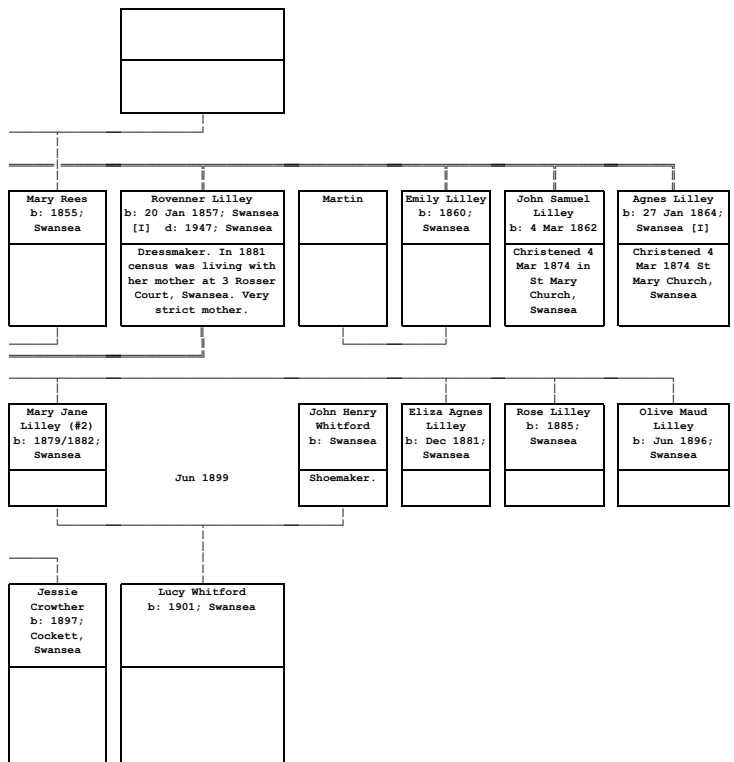 Mary Rees
b: 1855;
Swansea
Rovenner Lilley
b: 20 Jan 1857; Swansea
[I]  d: 1947; Swansea
Dressmaker. In 1881
census was living with
her mother at 3 Rosser
Court, Swansea. Very
strict mother.
Martin
Emily Lilley
b: 1860;
Swansea
John Samuel
Lilley
b: 4 Mar 1862
Christened 4
Mar 1874 in
St Mary
Church,
Swansea
Agnes Lilley
b: 27 Jan 1864;
Swansea [I]
Christened 4
Mar 1874 St
Mary Church,
Swansea
Mary Jane
Lilley (#2)
b: 1879/1882;
Swansea
Jun 1899
John Henry
Whitford
b: Swansea
Shoemaker.
Eliza Agnes
Lilley
b: Dec 1881;
Swansea
Rose Lilley
b: 1885;
Swansea
Olive Maud
Lilley
b: Jun 1896;
Swansea
Jessie
Crowther
b: 1897;
Cockett,
Swansea
Lucy Whitford
b: 1901; Swansea